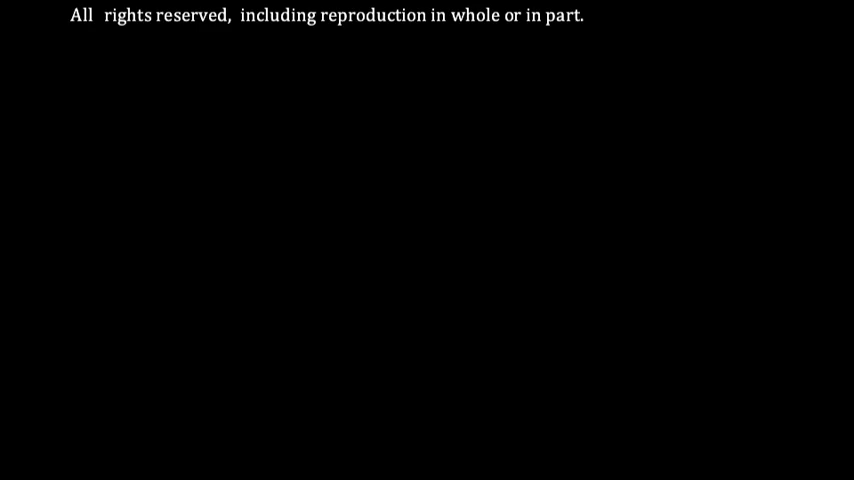 All rights reserved, including reproduction in whole or in part.